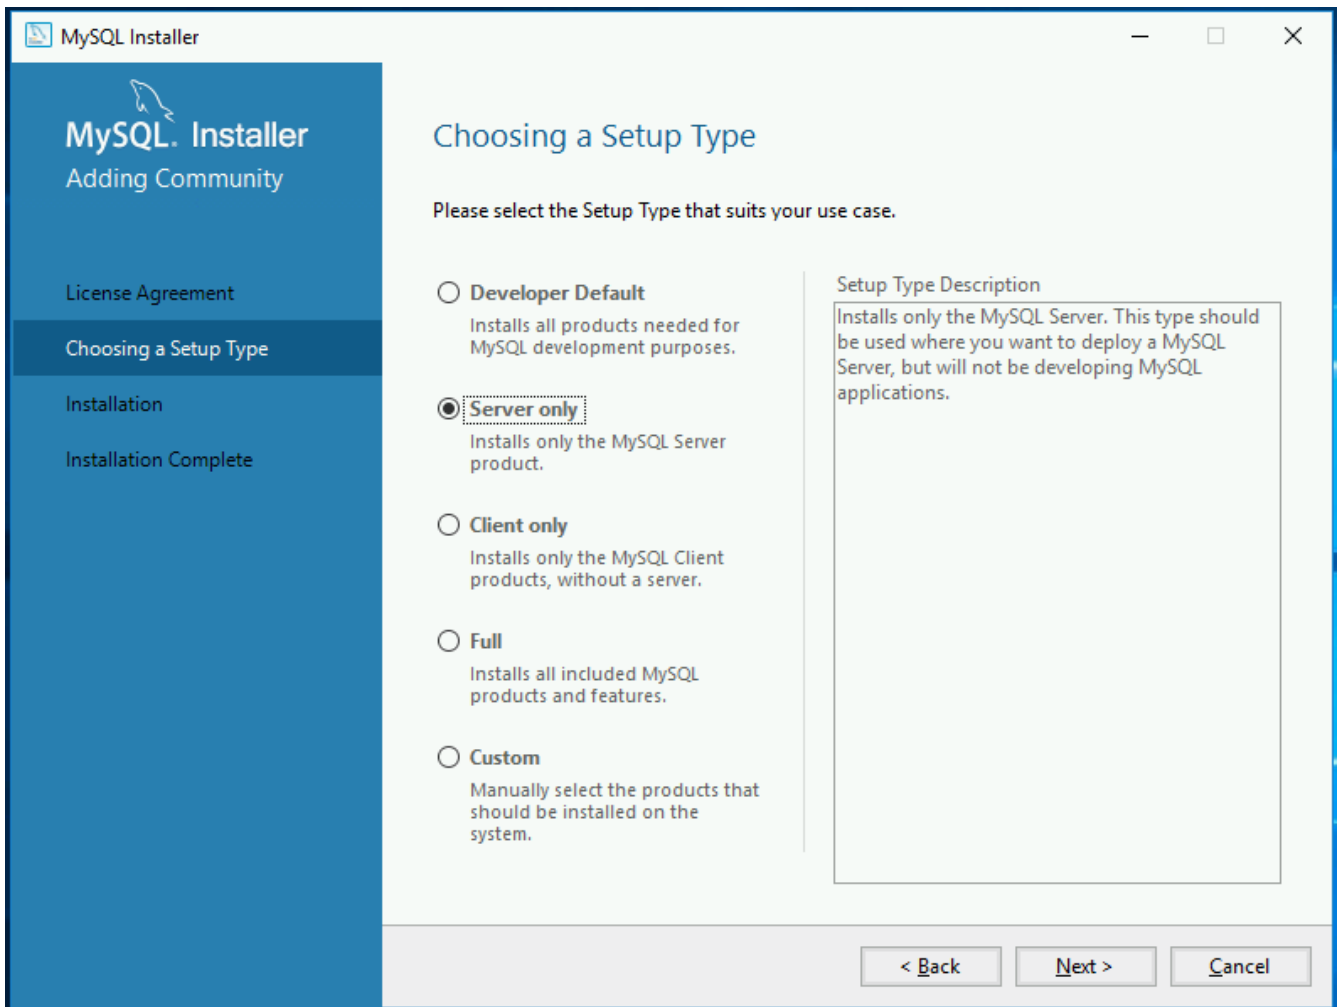 MySQL Installer
MySQL. Installer
Adding Community
License Agreement
Choosing a Setup Type
Installation
Installation Complete
Choosing a Setup Type
Please select the Setup Type that suits your use case.
Developer Default
Installs all products needed for
MySQL development purposes.
Server only
Installs only the MySQL Server
product.
Client only
Installs only the MySQL Client
products, without a server.
Full
Installs all included MySQL
products and features.
Custom
Manually select the products that
should be installed on the
system.
Setup Type Description
Installs only the MySQL Server. This type should
be used where you want to deploy a MySQL
Server, but will not be developing MySQL
applications.
< Back
Next >
Cancel